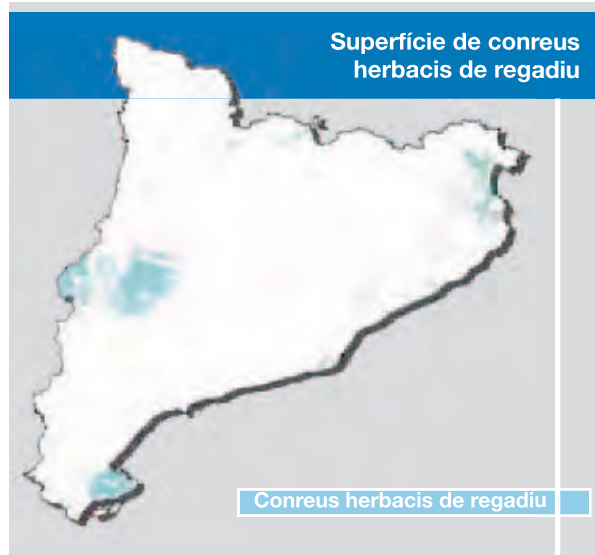 Superfície de conreus
herbacis de regadiu
Conreus herbacis de regadiu